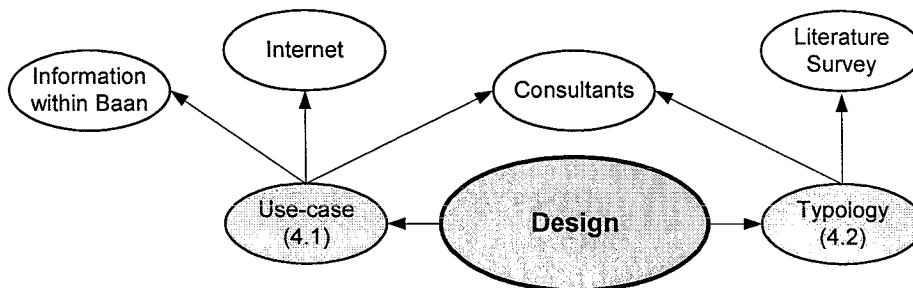 Internet
Literature
Survey
Information
within Baan
Consultants
Use-case
(4.1)
Design
Typology
(4.2)